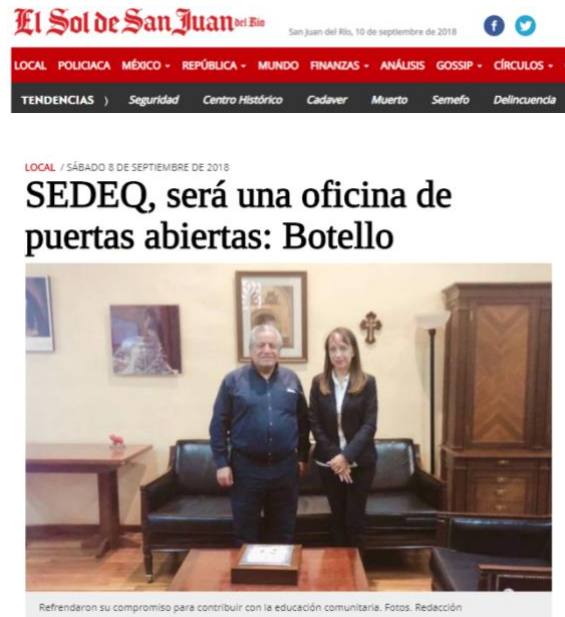 El Sol de San Juan del Río
San Juan del Río, 10 de septiembre de 2018
LOCAL POLICIACA MÉXICO REPÚBLICA MUNDO FINANZAS ANÁLISIS GOSSIP CÍRCULOS
TENDENCIAS ) Seguridad Centro Histórico Cadaver Muerto Semefo Delincuencia
LOCAL / SÁBADO 8 DE SEPTIEMBRE DE 2018
SEDEQ, será una oficina de
puertas abiertas: Botello
Refrendaron su compromiso para contribuir con la educación comunitaria. Fotos. Redacción